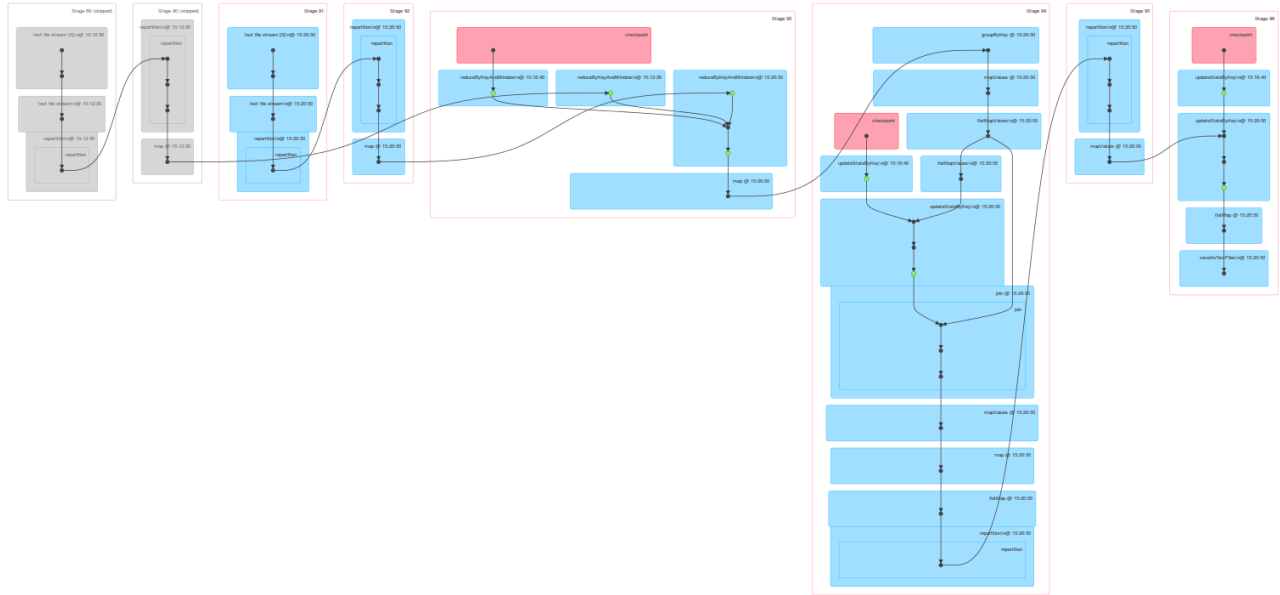 Stage 89 (skipped)
text file stream [0]\n@ 15:12:30
text file stream\n@ 15:12:30
repartition\n@ 15:12:30
repartition
Stage 90 (skipped)
repartition\n@ 15:12:30
repartition
map @ 15:12:30
Stage 91
text file stream [0]\n@ 15:20:50
text file stream\n@ 15:20:50
repartition\n@ 15:20:50
repartition
Stage 92
repartition\n@ 15:20:50
repartition
map @ 15:20:50
Stage 93
checkpoint
reduceByKeyAndWindow\n@ 15:16:40
reduceByKeyAndWindow\n@ 15:12:30
reduceByKeyAndWindow\n@ 15:20:50
map @ 15:20:50
Stage 94
groupByKey @ 15:20:50
mapValues @ 15:20:50
checkpoint
flatMapValues\n@ 15:20:50
updateStateByKey\n@ 15:16:40
flatMapValues\n@ 15:20:50
updateStateByKey\n@ 15:20:50
join @ 15:20:50
join
mapValues @ 15:20:50
map @ 15:20:50
flatMap @ 15:20:50
repartition\n@ 15:20:50
repartition
Stage 95
repartition\n@ 15:20:50
repartition
mapValues @ 15:20:50
Stage 96
checkpoint
updateStateByKey\n@ 15:16:40
updateStateByKey\n@ 15:20:50
flatMap @ 15:20:50
saveAsTextFiles\n@ 15:20:50